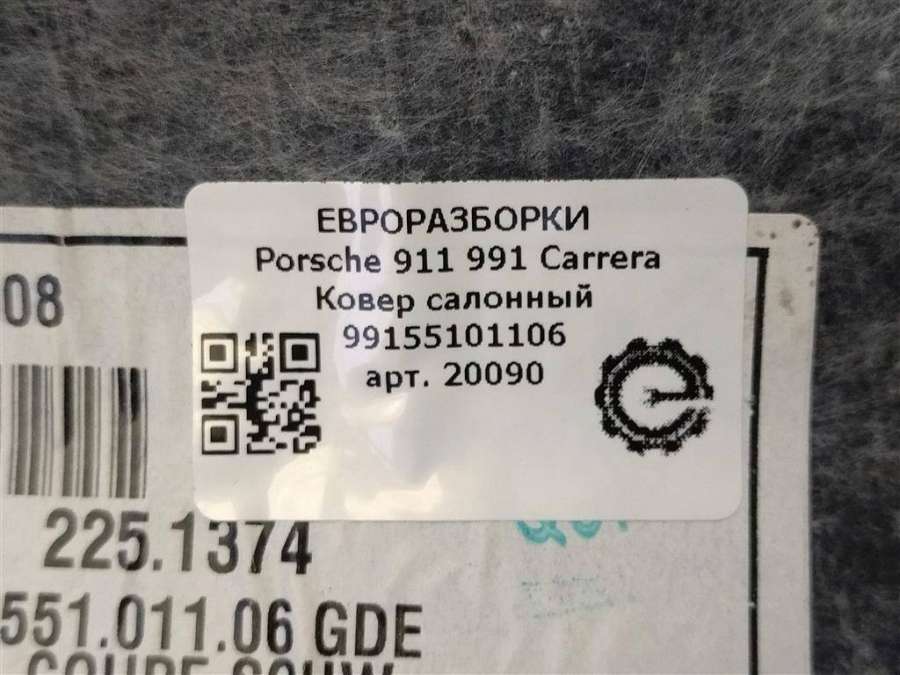 ЕВРОРАЗБОРКИ
Porsche 911 991 Carrera
Ковер салонный
99155101106
арт. 20090
08
225.1374
551.011.06 GDE